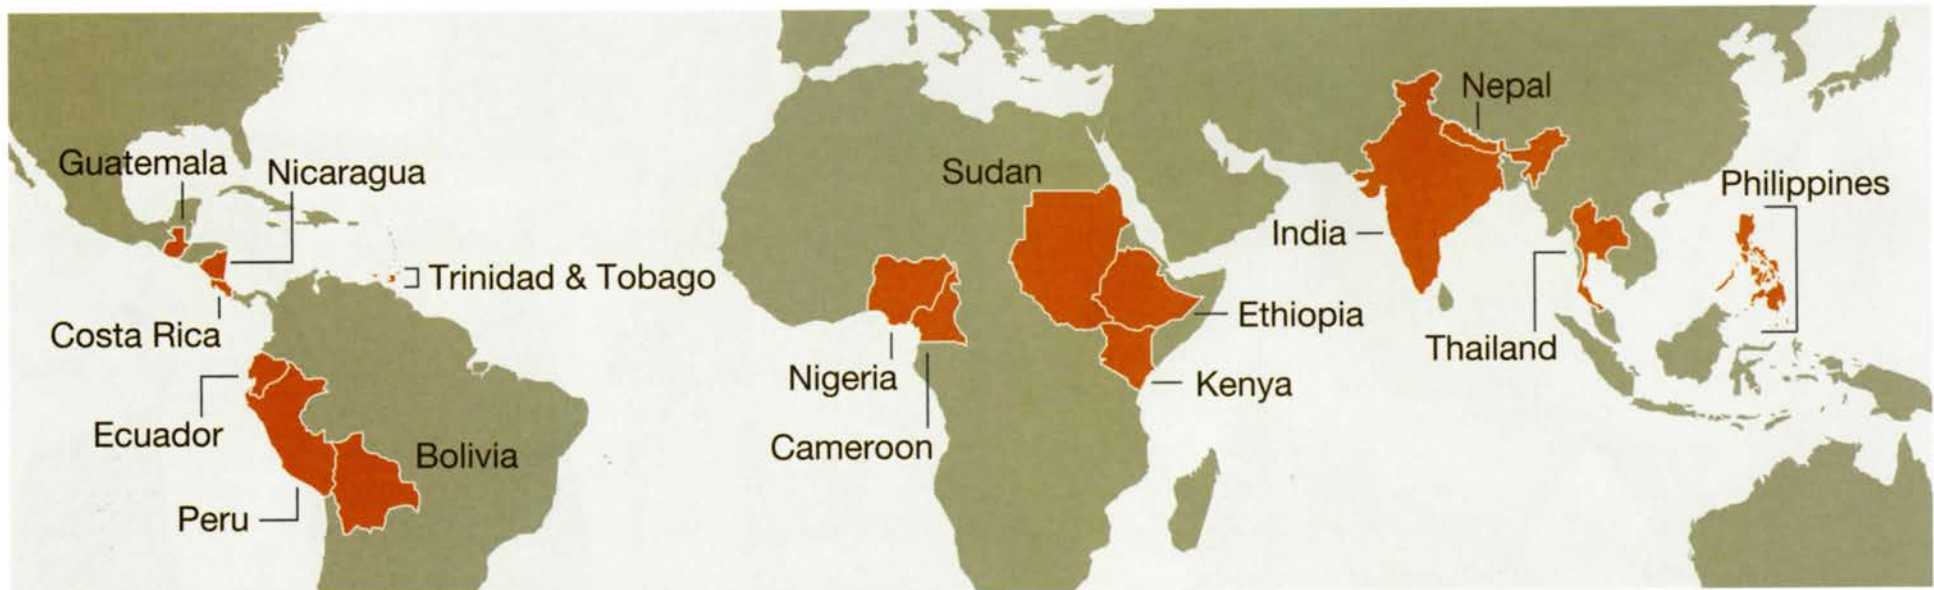 Guatemala
Nicaragua
Trinidad & Tobago
Costa Rica
Ecuador
Peru
Bolivia
Sudan
Nigeria
Cameroon
Ethiopia
Kenya
Nepal
India
Thailand
Philippines